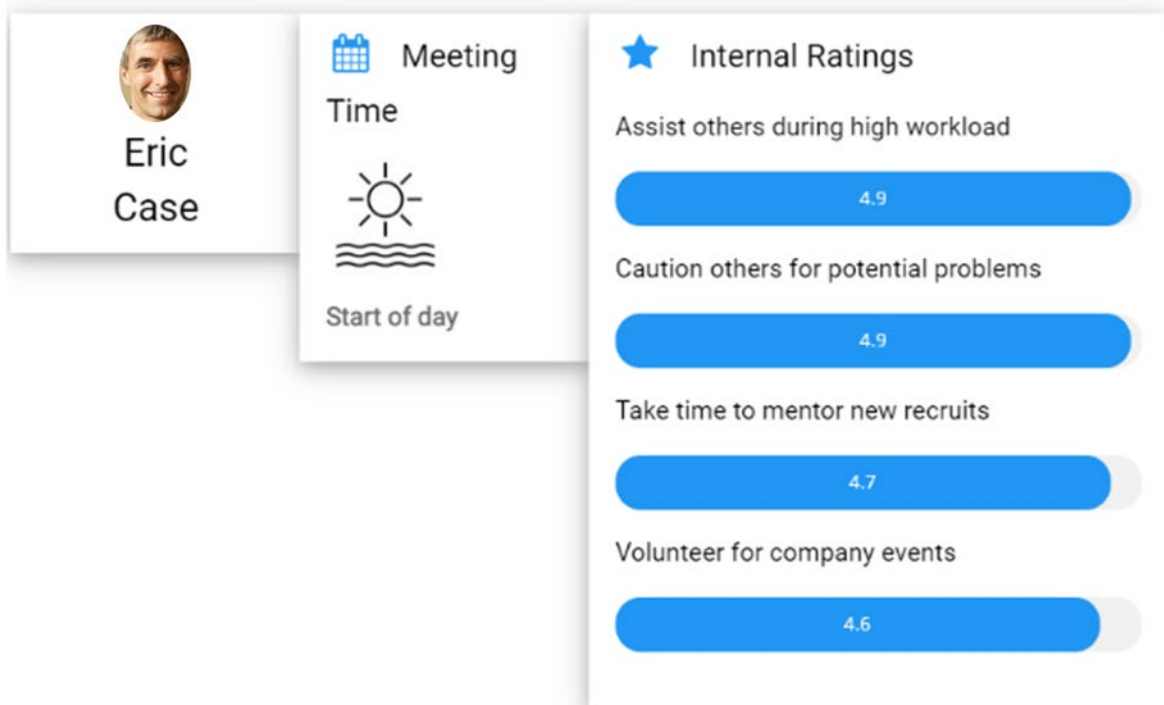 Eric
Case
Meeting
Time
Start of day
Internal Ratings
Assist others during high workload
4.9
Caution others for potential problems
4.9
Take time to mentor new recruits
4.7
Volunteer for company events
4.6